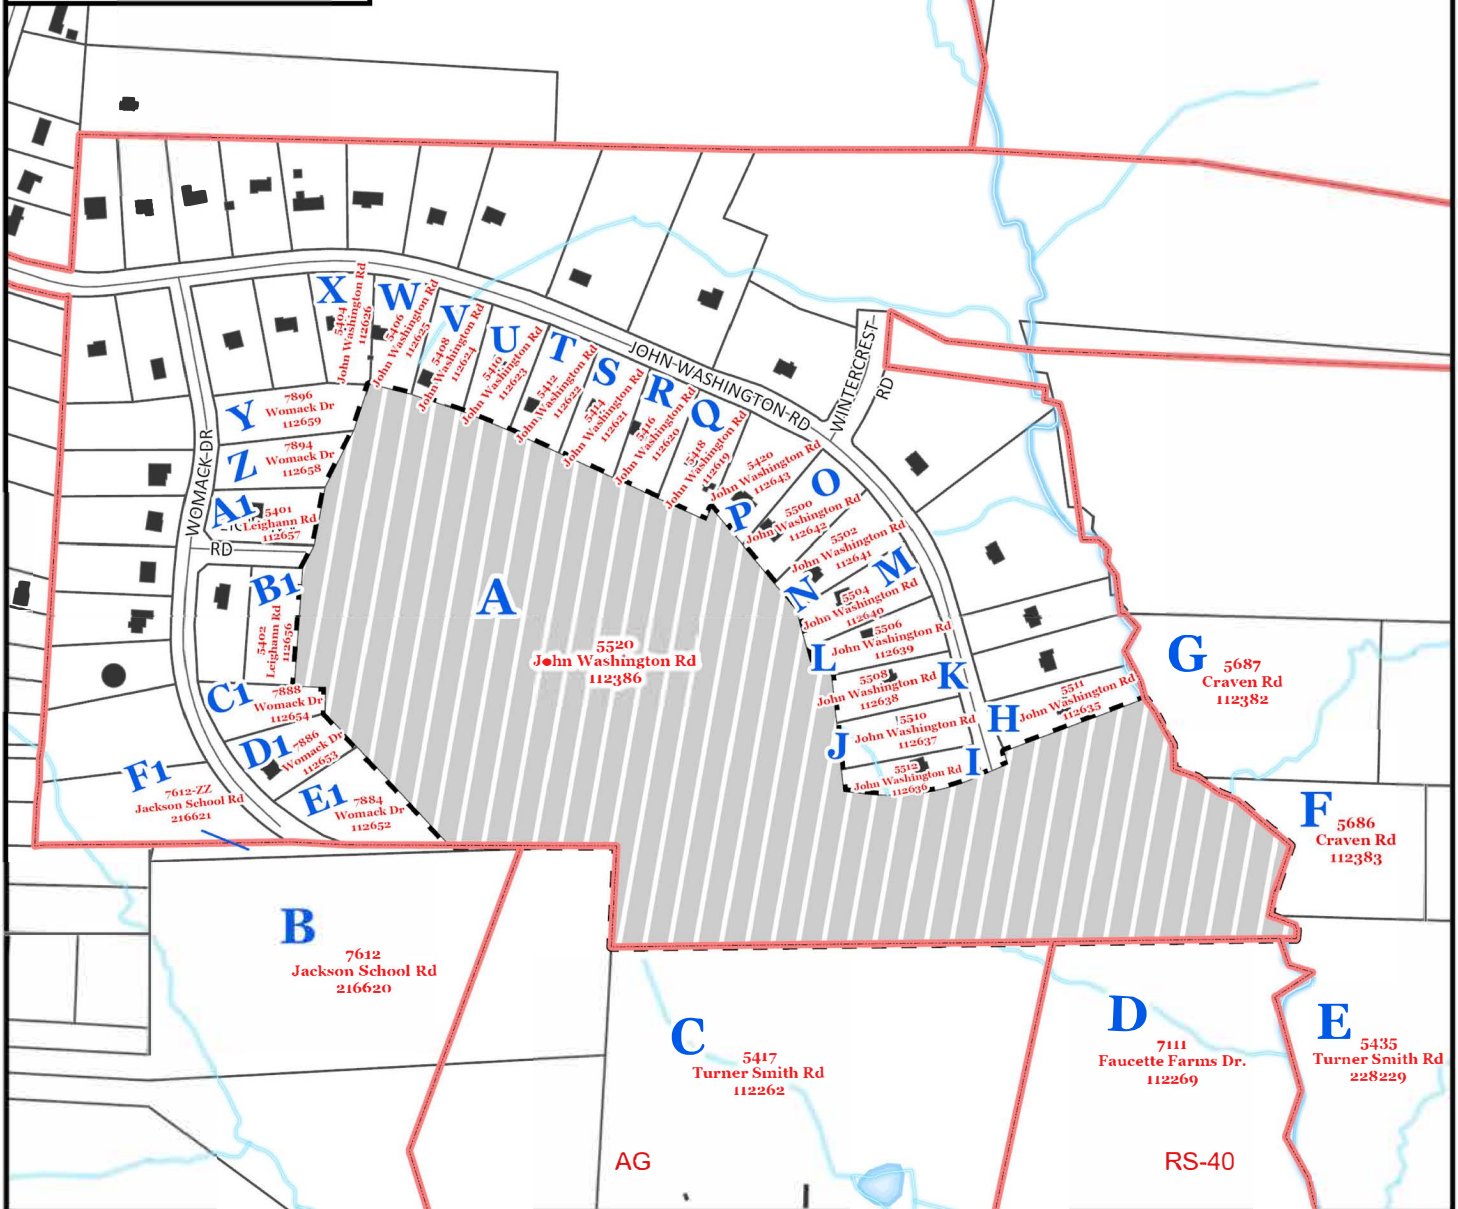 X
5404
John Washington Rd
112626
W
5406
John Washington Rd
112625
V
5408
John Washington Rd
112624
U
5410
John Washington Rd
112623
T
5412
John Washington Rd
112622
S
5414
John Washington Rd
112621
R
5416
John Washington Rd
112620
Q
5418
John Washington Rd
112619
JOHN-WASHINGTON-RD
WINTERCREST
RD
5420
John Washington Rd
112643
P
O
5500
John Washington Rd
112642
5502
John Washington Rd
112641
N
M
5504
John Washington Rd
112640
5506
John Washington Rd
112639
L
5508
John Washington Rd
112638
K
5510
John Washington Rd
112637
J
5512
John Washington Rd
112636
I
H
5511
John Washington Rd
112635
Y
7896
Womack Dr
112659
Z
7894
Womack Dr
112658
WOMACK-DR
A1
5401
Leighann Rd
112657
RD
B1
5402
Leighann Rd
112656
A
5520
John Washington Rd
112386
C1
7888
Womack Dr
112654
D1
7886
Womack Dr
112653
E1
7884
Womack Dr
112652
F1
7612-ZZ
Jackson School Rd
216621
G
5687
Craven Rd
112382
F
5686
Craven Rd
112383
B
7612
Jackson School Rd
216620
C
5417
Turner Smith Rd
112262
D
7111
Faucette Farms Dr.
112269
E
5435
Turner Smith Rd
228229
AG
RS-40